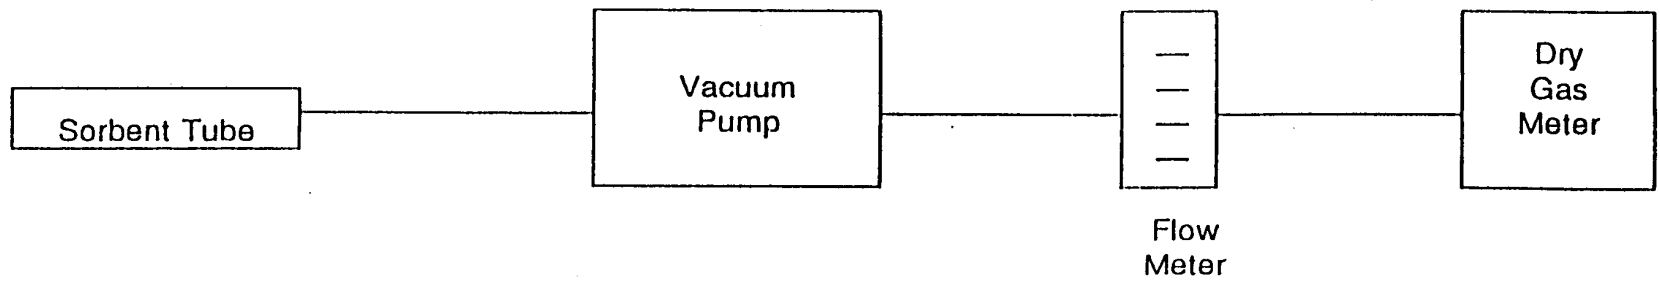 Sorbent Tube
Vacuum
Pump
Flow
Meter
Dry
Gas
Meter